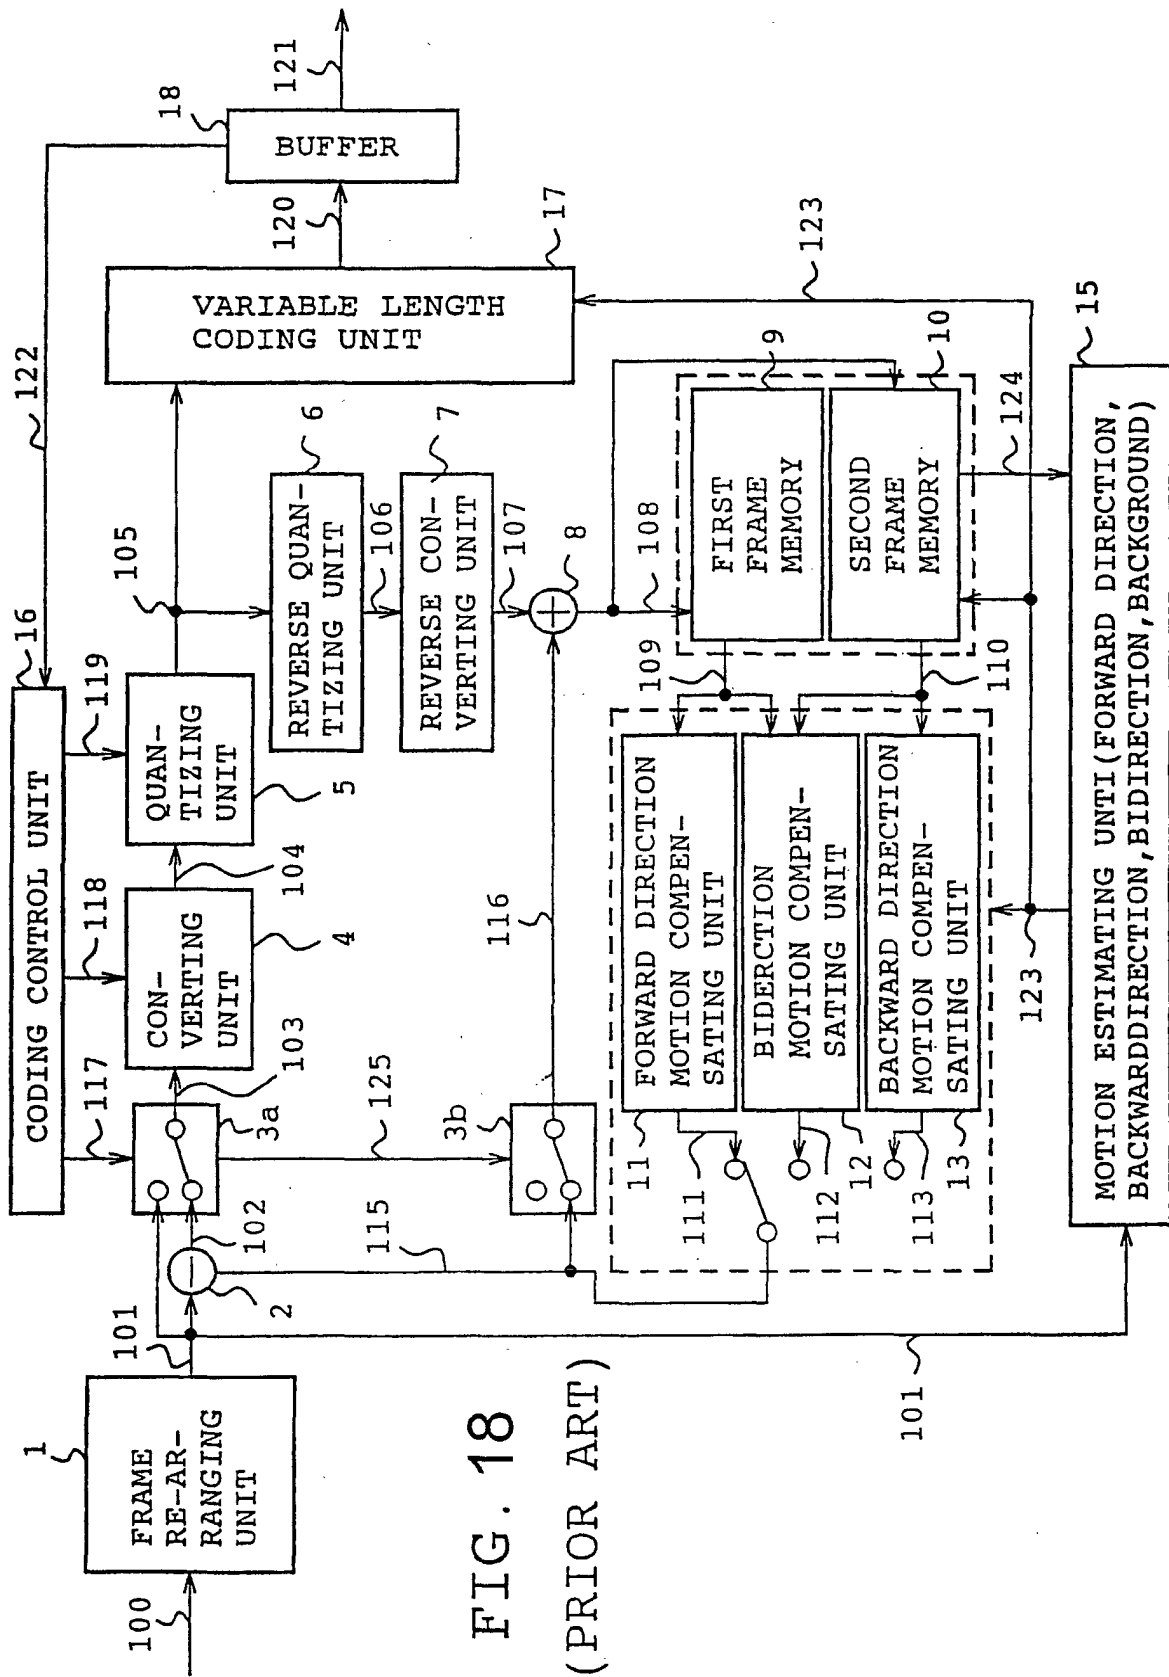 FIG. 18
(PRIOR ART)
100
1
FRAME
RE-AR-
RANGING
UNIT
101
2
102
115
101
16
CODING CONTROL UNIT
122
117
118
119
3a
103
125
CON-
VERTING
UNIT
4
104
QUAN-
TIZING
UNIT
5
105
VARIABLE LENGTH
CODING UNIT
17
120
BUFFER
18
121
REVERSE QUAN-
TIZING UNIT
6
106
REVERSE CON-
VERTING UNIT
7
107
8
108
3b
116
FIRST
FRAME
MEMORY
9
SECOND
FRAME
MEMORY
10
109
110
123
124
11
FORWARD DIRECTION
MOTION COMPEN-
SATING UNIT
111
BIDERCTION
MOTION COMPEN-
SATING UNIT
112
12
BACKWARD DIRECTION
MOTION COMPEN-
SATING UNIT
113
13
123
15
MOTION ESTIMATING UNTI(FORWARD DIRECTION,
BACKWARDDIRECTION,BIDIRECTION,BACKGROUND)